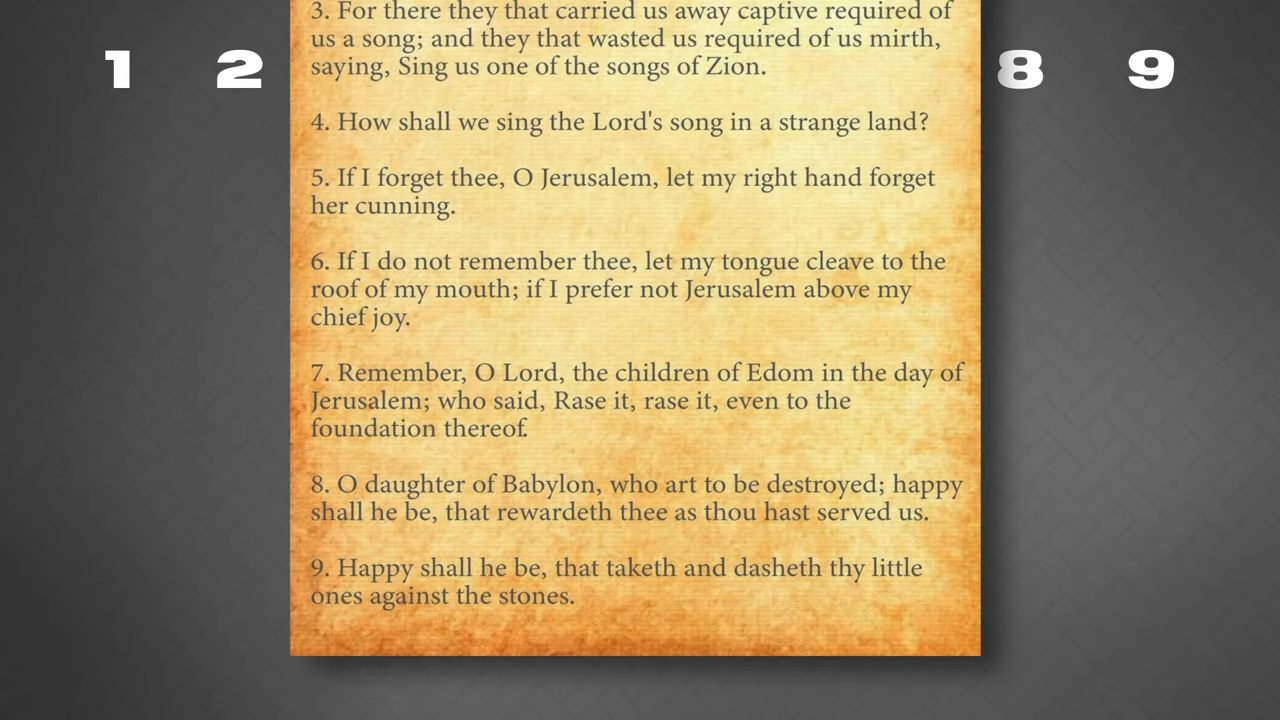 3. For there they that carried us away captive required of
us a song; and they that wasted us required of us mirth,
saying, Sing us one of the songs of Zion.
1 2 8 9
4. How shall we sing the Lord's song in a strange land?
5. If I forget thee, O Jerusalem, let my right hand forget
her cunning.
6. If I do not remember thee, let my tongue cleave to the
roof of my mouth; if I prefer not Jerusalem above my
chief joy.
7. Remember, O Lord, the children of Edom in the day of
Jerusalem; who said, Rase it, rase it, even to the
foundation thereof.
8. O daughter of Babylon, who art to be destroyed; happy
shall he be, that rewardeth thee as thou hast served us.
9. Happy shall he be, that taketh and dasheth thy little
ones against the stones.